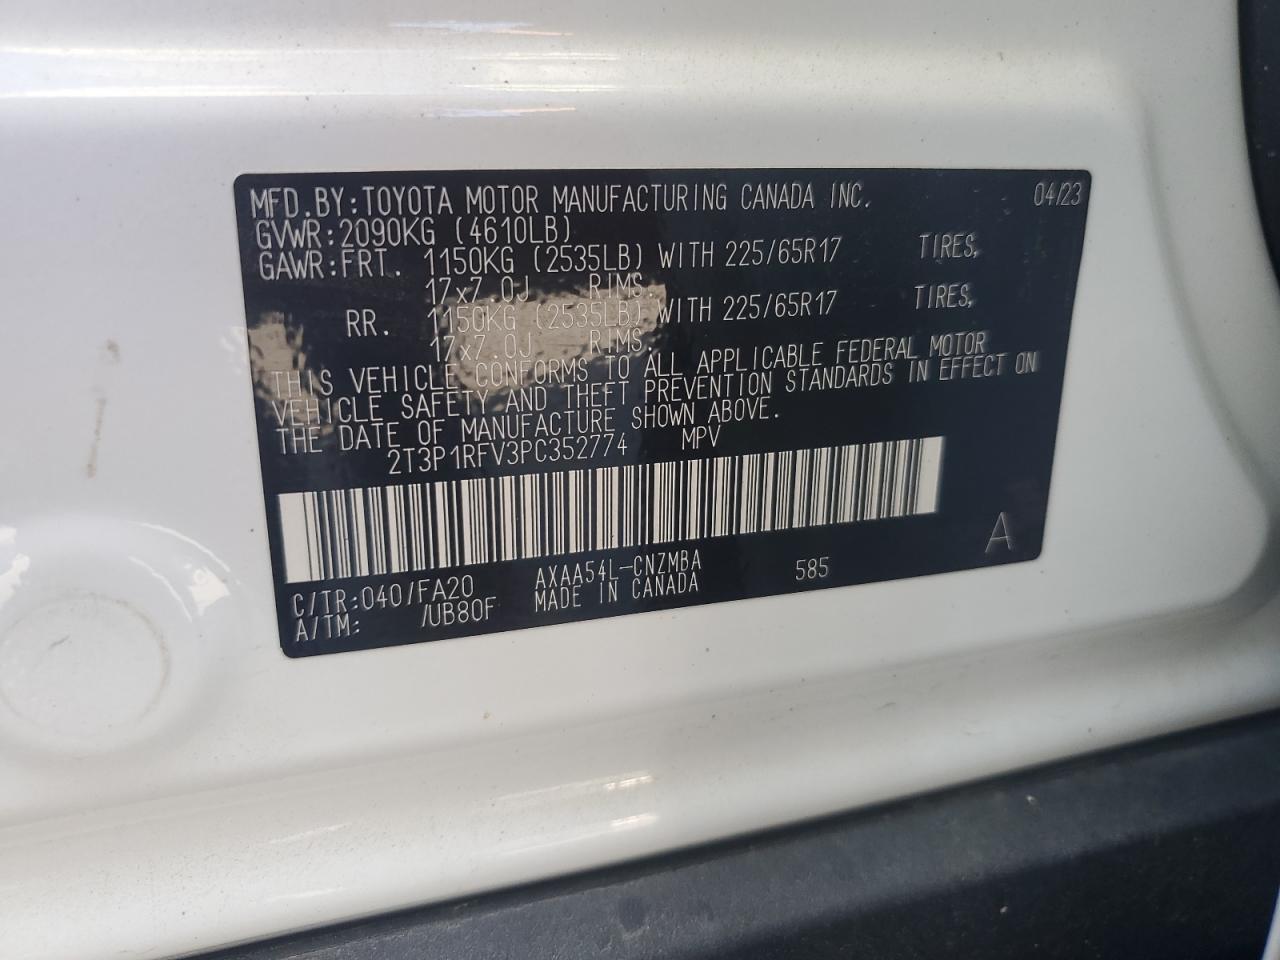 MFD.BY:TOYOTA MOTOR MANUFACTURING CANADA INC. 04/23
GVWR:2090KG (4610LB)
GAWR:FRT. 1150KG (2535LB) WITH 225/65R17 TIRES,
17x7.0J RIMS.
RR. 1150KG (2535LB) WITH 225/65R17 TIRES,
17x7.0J RIMS.
THIS VEHICLE CONFORMS TO ALL APPLICABLE FEDERAL MOTOR
VEHICLE SAFETY AND THEFT PREVENTION STANDARDS IN EFFECT ON
THE DATE OF MANUFACTURE SHOWN ABOVE.
2T3P1RFV3PC352774 MPV
A
C/TR:040/FA20 AXAA54L-CNZMBA 585
A/TM: /UB80F MADE IN CANADA